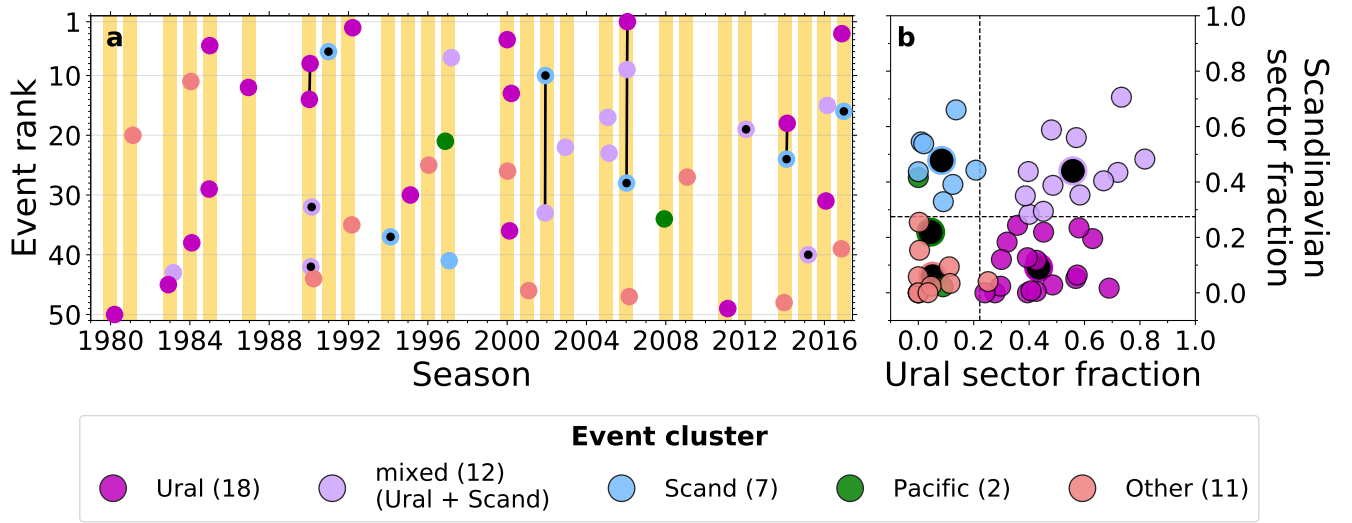 a
Event rank
1
10
20
30
40
50
1980 1984 1988 1992 1996 2000 2004 2008 2012 2016
Season
b
1.0
0.8
0.6
0.4
0.2
0.0
Scandinavian
sector fraction
0.0 0.2 0.4 0.6 0.8 1.0
Ural sector fraction
Event cluster
Ural (18)
mixed (12)
(Ural + Scand)
Scand (7)
Pacific (2)
Other (11)